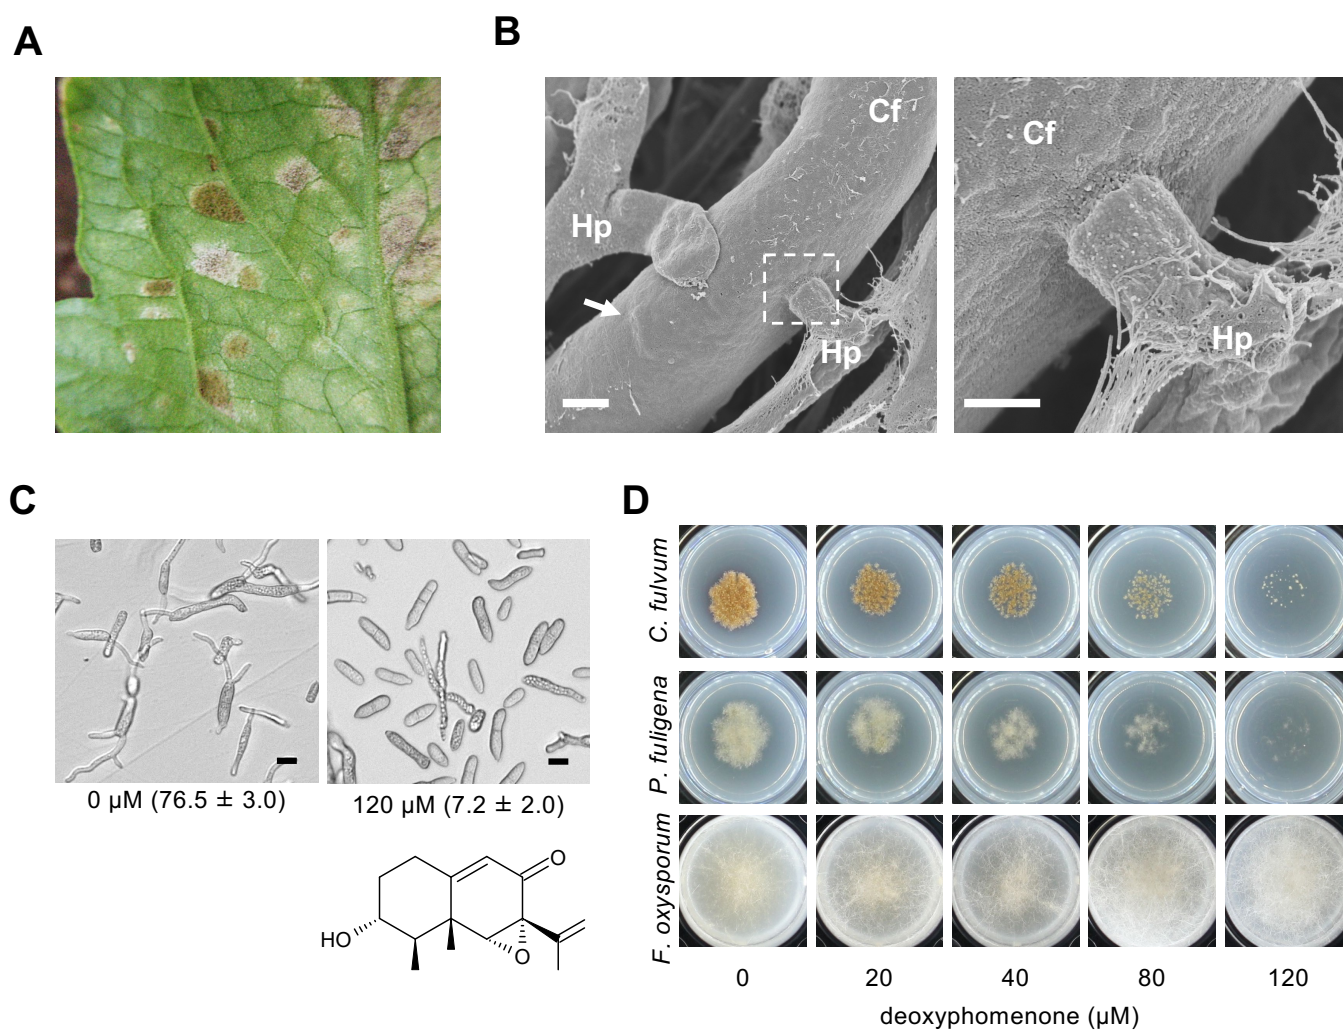 A
B
Cf
Hp
Hp
Cf
Hp
C
0 µM (76.5 ± 3.0)
120 µM (7.2 ± 2.0)
O
HO
O
D
C. fulvum
P. fuligena
F. oxysporum
0 20 40 80 120
deoxyphomenone (µM)